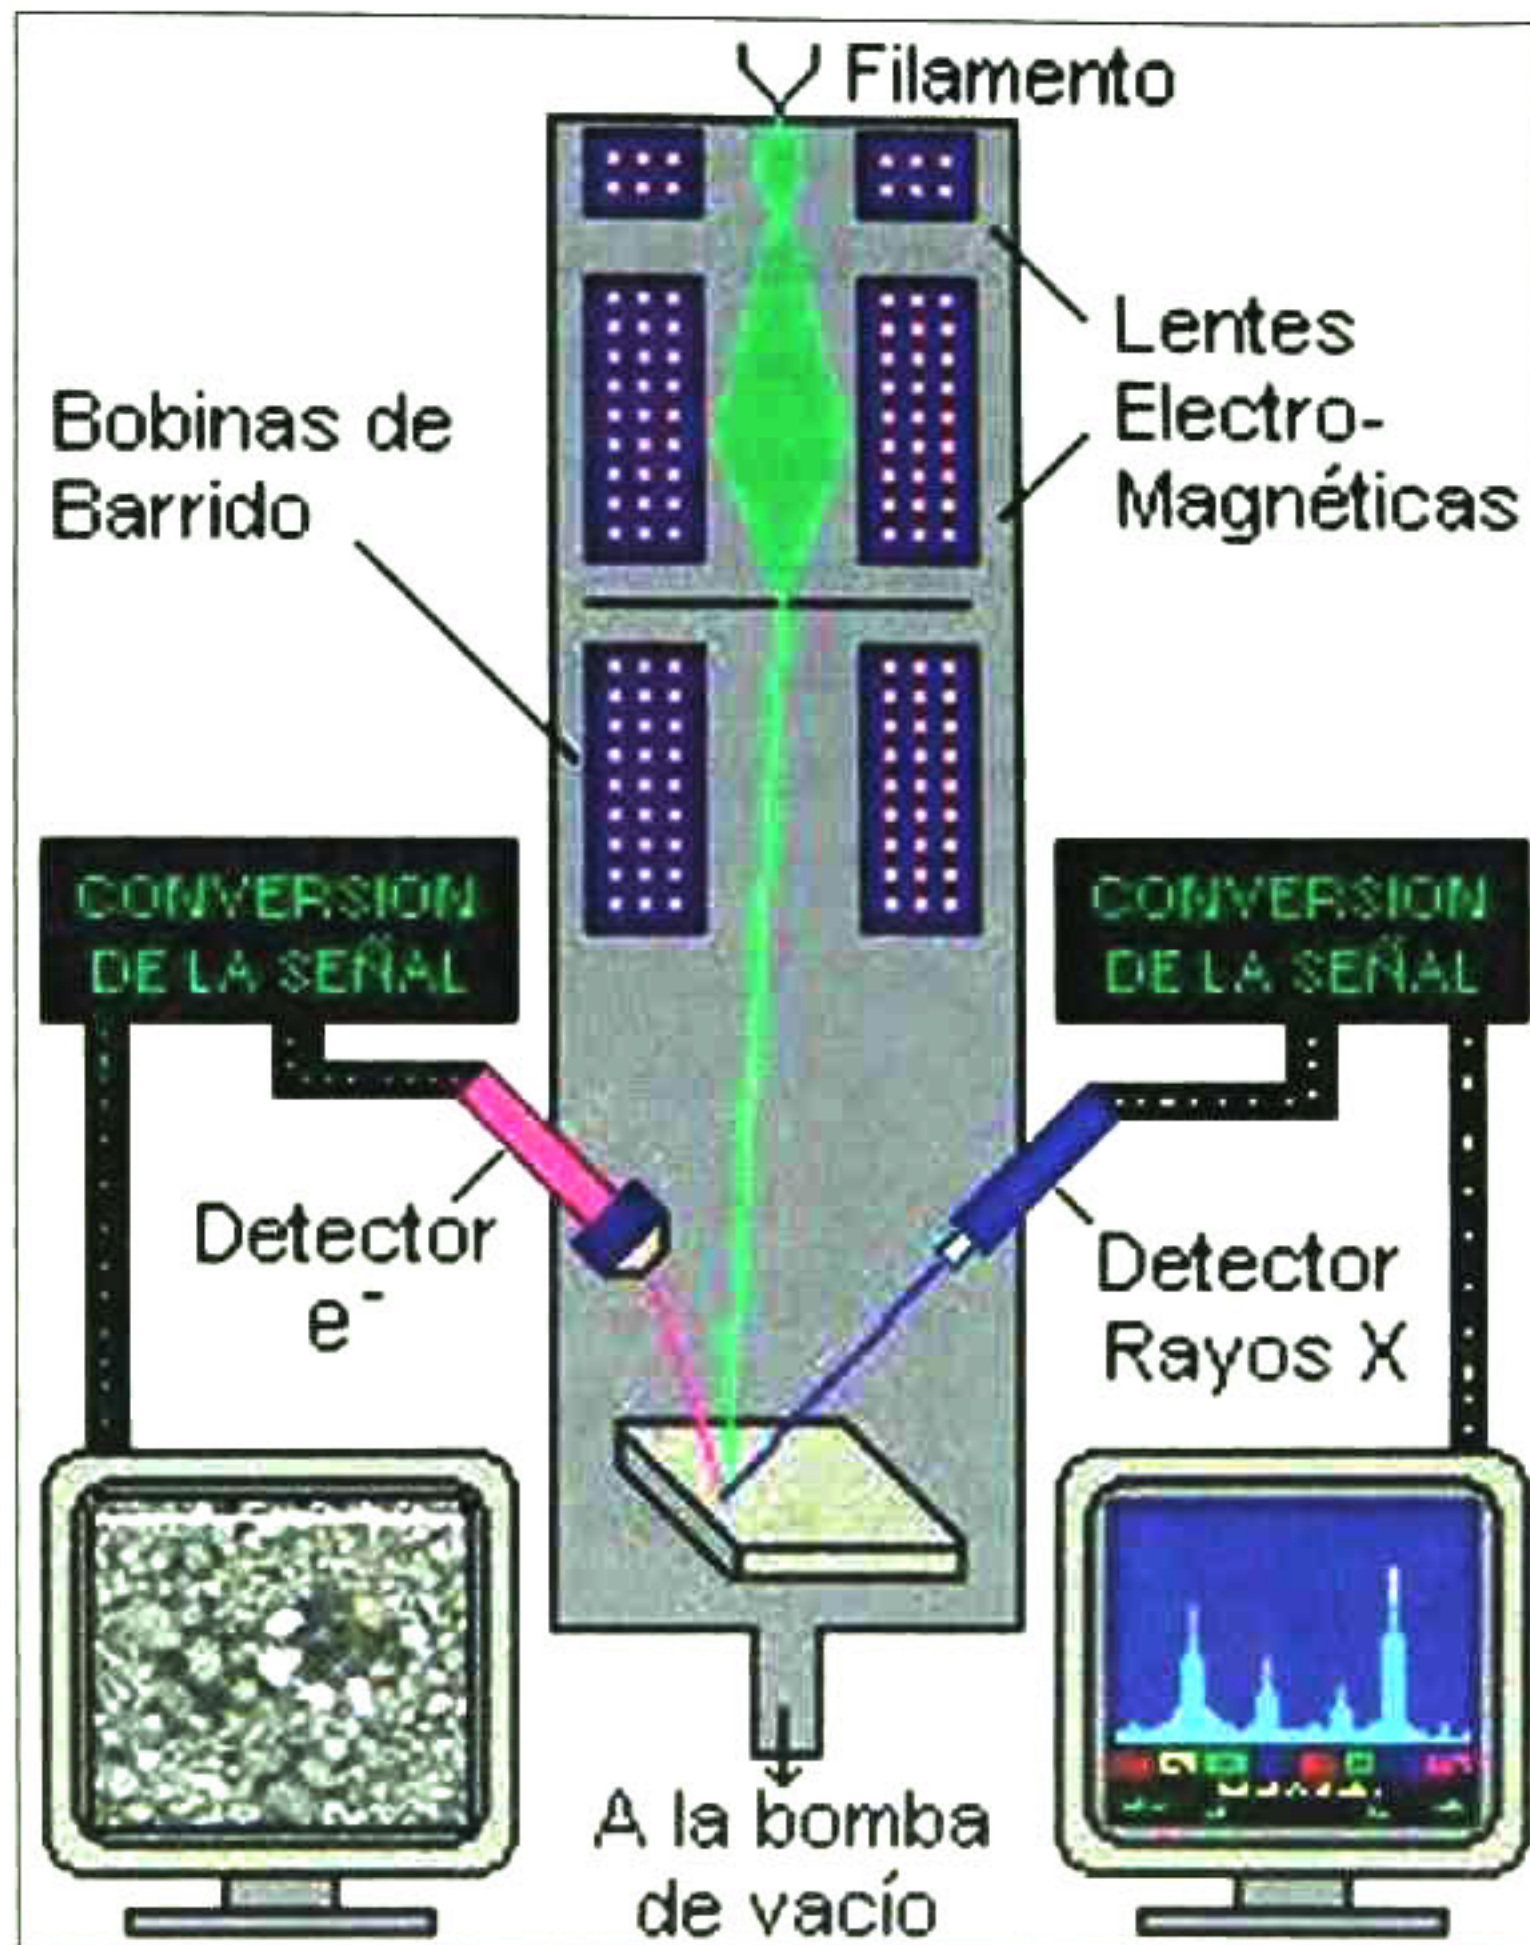 Filamento
Lentes
Electro-
Magnéticas
Bobinas de
Barrido
CONVERSION
DE LA SEÑAL
CONVERSION
DE LA SEÑAL
Detector
e⁻
Detector
Rayos X
A la bomba
de vacío